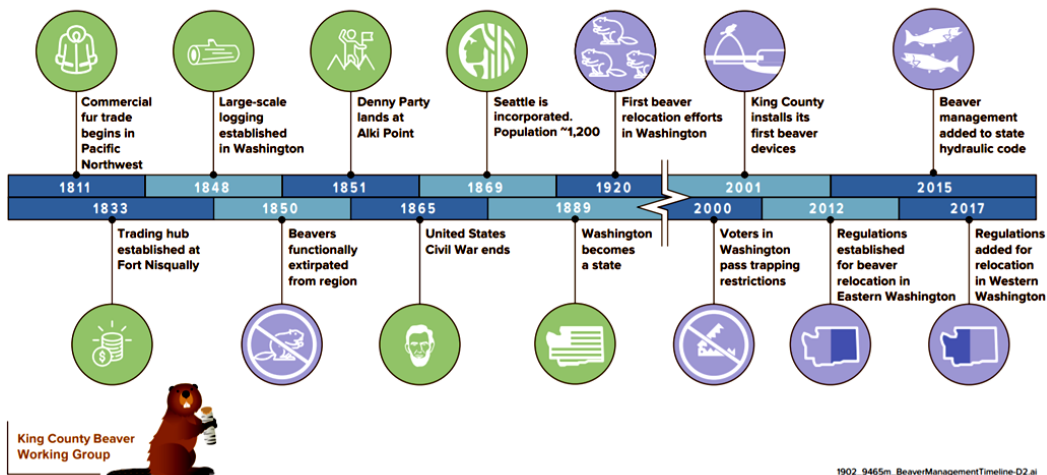 Commercial
fur trade
begins in
Pacific
Northwest
Large-scale
logging
established
in Washington
Denny Party
lands at
Alki Point
Seattle is
incorporated.
Population ~1,200
First beaver
relocation efforts
in Washington
King County
installs its
first beaver
devices
Beaver
management
added to state
hydraulic code
1811
1848
1851
1869
1920
2001
2015
1833
1850
1865
1889
2000
2012
2017
Trading hub
established at
Fort Nisqually
Beavers
functionally
extirpated
from region
United States
Civil War ends
Washington
becomes
a state
Voters in
Washington
pass trapping
restrictions
Regulations
established
for beaver
relocation in
Eastern Washington
Regulations
added for
relocation
in Western
Washington
$
King County Beaver
Working Group
1902_9465m_BeaverManagementTimeline-D2.ai